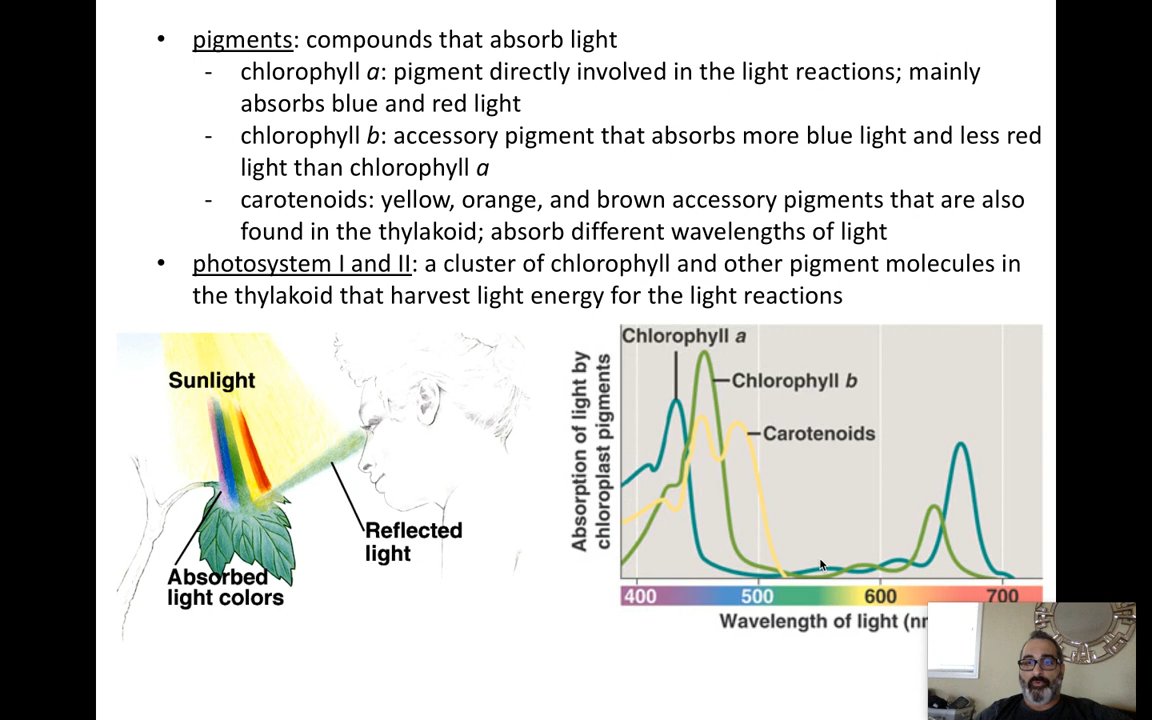 • pigments: compounds that absorb light
- chlorophyll a: pigment directly involved in the light reactions; mainly
absorbs blue and red light
- chlorophyll b: accessory pigment that absorbs more blue light and less red
light than chlorophyll a
- carotenoids: yellow, orange, and brown accessory pigments that are also
found in the thylakoid; absorb different wavelengths of light
• photosystem I and II: a cluster of chlorophyll and other pigment molecules in
the thylakoid that harvest light energy for the light reactions
Sunlight
Reflected
light
Absorbed
light colors
Chlorophyll a
Chlorophyll b
Carotenoids
Absorption of light by
chloroplast pigments
400 500 600 700
Wavelength of light